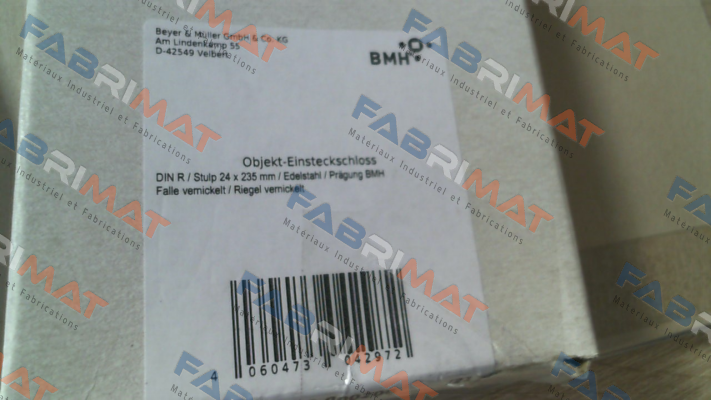 Beyer & Müller GmbH & Co. KG
Am Lindenkamp 55
D-42549 Velbert
BMH
Objekt-Einsteckschloss
DIN R / Stulp 24 x 235 mm / Edelstahl / Prägung BMH
Falle vernickelt / Riegel vernickelt
4 060473 042972
FABRIMAT
Materiaux Industriel et Fabrications